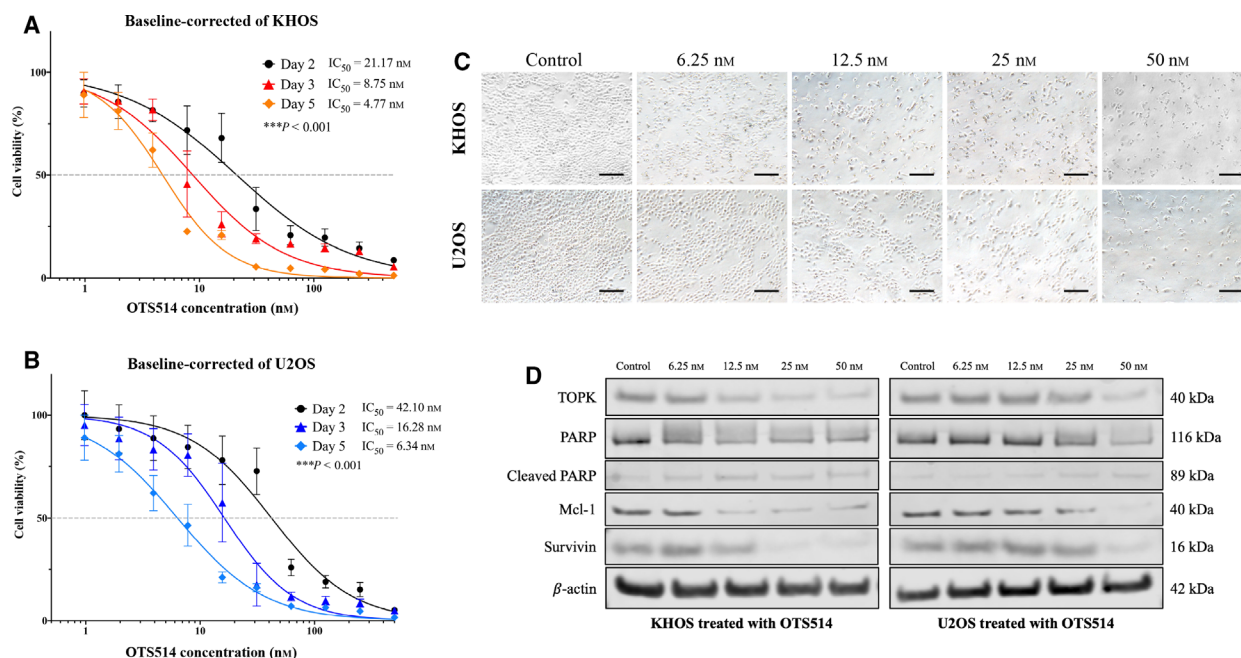 A
Baseline-corrected of KHOS
Cell viability (%)
100
50
0
1
10
100
OTS514 concentration (nM)
Day 2 IC50 = 21.17 nM
Day 3 IC50 = 8.75 nM
Day 5 IC50 = 4.77 nM
***P < 0.001
B
Baseline-corrected of U2OS
Cell viability (%)
100
50
0
1
10
100
OTS514 concentration (nM)
Day 2 IC50 = 42.10 nM
Day 3 IC50 = 16.28 nM
Day 5 IC50 = 6.34 nM
***P < 0.001
C
Control 6.25 nM 12.5 nM 25 nM 50 nM
KHOS
U2OS
D
Control 6.25 nM 12.5 nM 25 nM 50 nM Control 6.25 nM 12.5 nM 25 nM 50 nM
TOPK 40 kDa
PARP 116 kDa
Cleaved PARP 89 kDa
Mcl-1 40 kDa
Survivin 16 kDa
β-actin 42 kDa
KHOS treated with OTS514 U2OS treated with OTS514